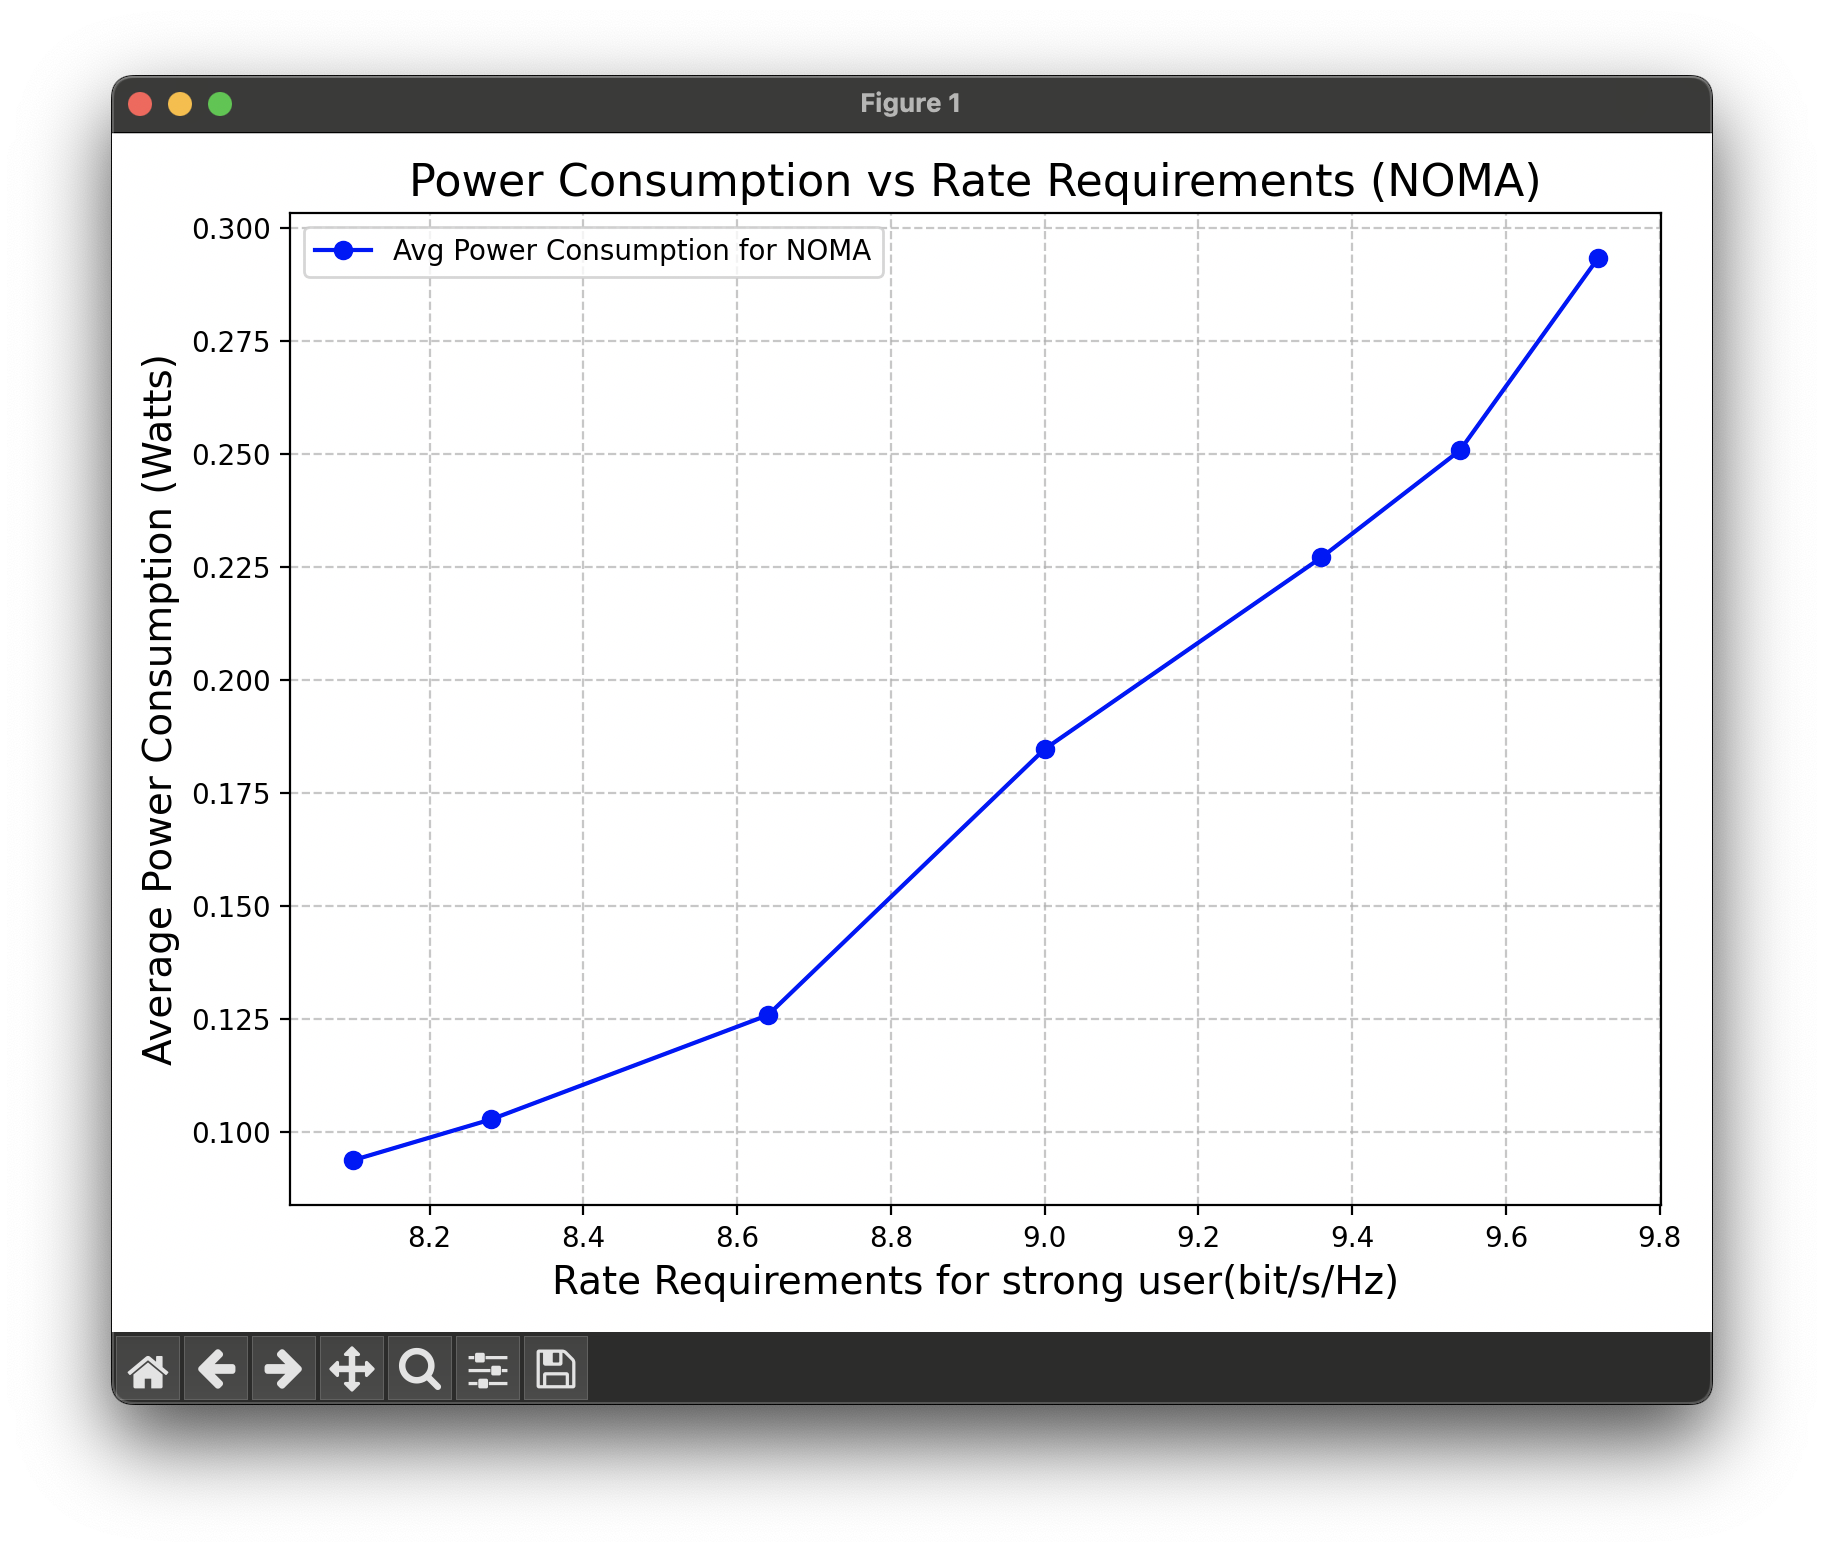 Figure 1
Power Consumption vs Rate Requirements (NOMA)
Avg Power Consumption for NOMA
Average Power Consumption (Watts)
0.300
0.275
0.250
0.225
0.200
0.175
0.150
0.125
0.100
8.2 8.4 8.6 8.8 9.0 9.2 9.4 9.6 9.8
Rate Requirements for strong user(bit/s/Hz)